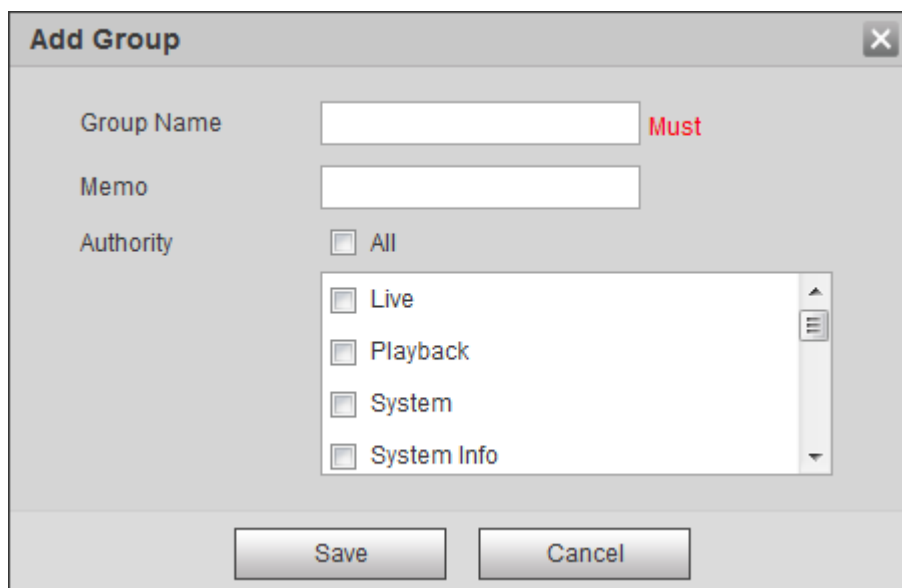 Add Group
Group Name Must
Memo
Authority All
Live
Playback
System
System Info
Save Cancel